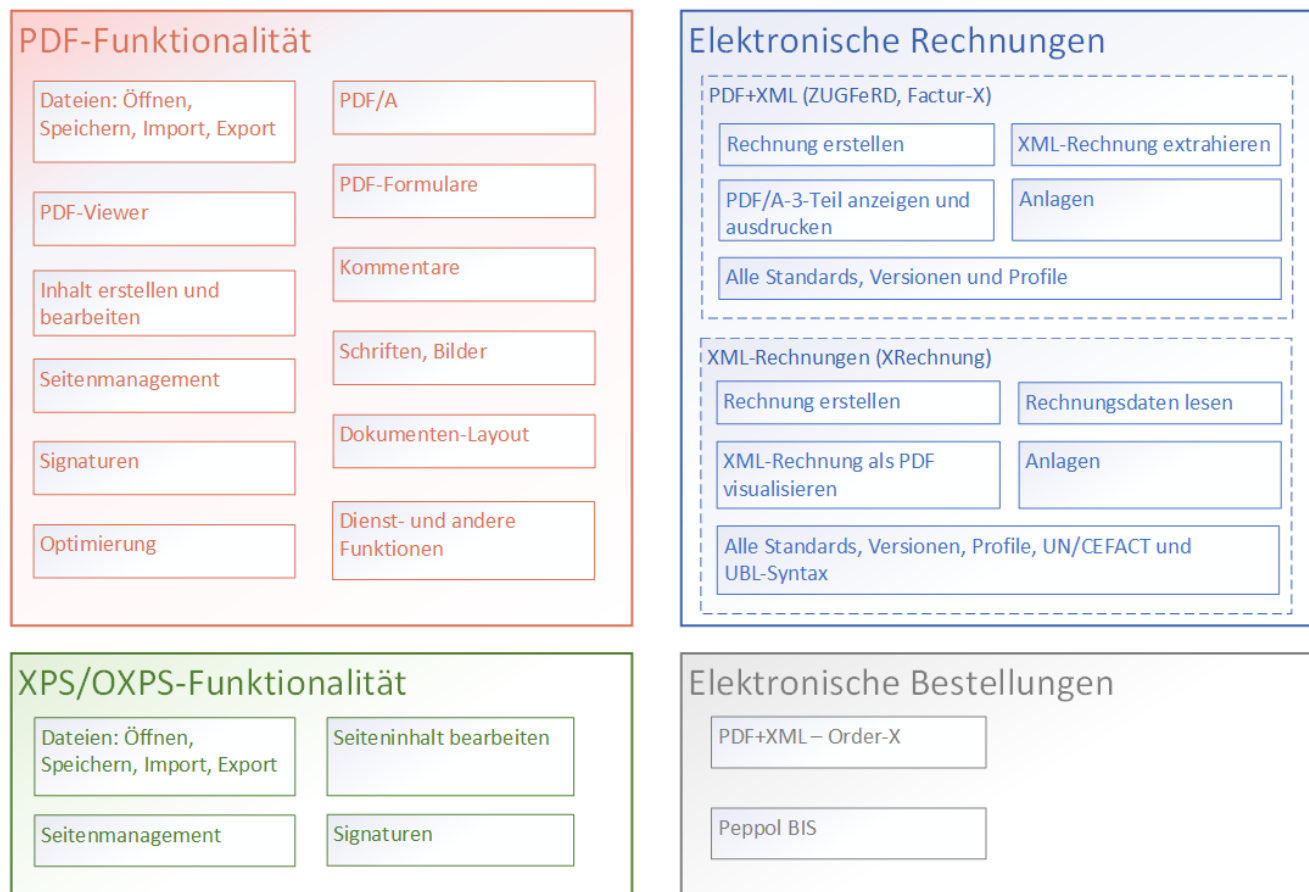 PDF-Funktionalität
Dateien: Öffnen,
Speichern, Import, Export
PDF-Viewer
Inhalt erstellen und
bearbeiten
Seitenmanagement
Signaturen
Optimierung
PDF/A
PDF-Formulare
Kommentare
Schriften, Bilder
Dokumenten-Layout
Dienst- und andere
Funktionen
Elektronische Rechnungen
PDF+XML (ZUGFeRD, Factur-X)
Rechnung erstellen
XML-Rechnung extrahieren
PDF/A-3-Teil anzeigen und
ausdrucken
Anlagen
Alle Standards, Versionen und Profile
XML-Rechnungen (XRechnung)
Rechnung erstellen
Rechnungsdaten lesen
XML-Rechnung als PDF
visualisieren
Anlagen
Alle Standards, Versionen, Profile, UN/CEFACT und
UBL-Syntax
XPS/OXPS-Funktionalität
Dateien: Öffnen,
Speichern, Import, Export
Seiteninhalt bearbeiten
Seitenmanagement
Signaturen
Elektronische Bestellungen
PDF+XML – Order-X
Peppol BIS